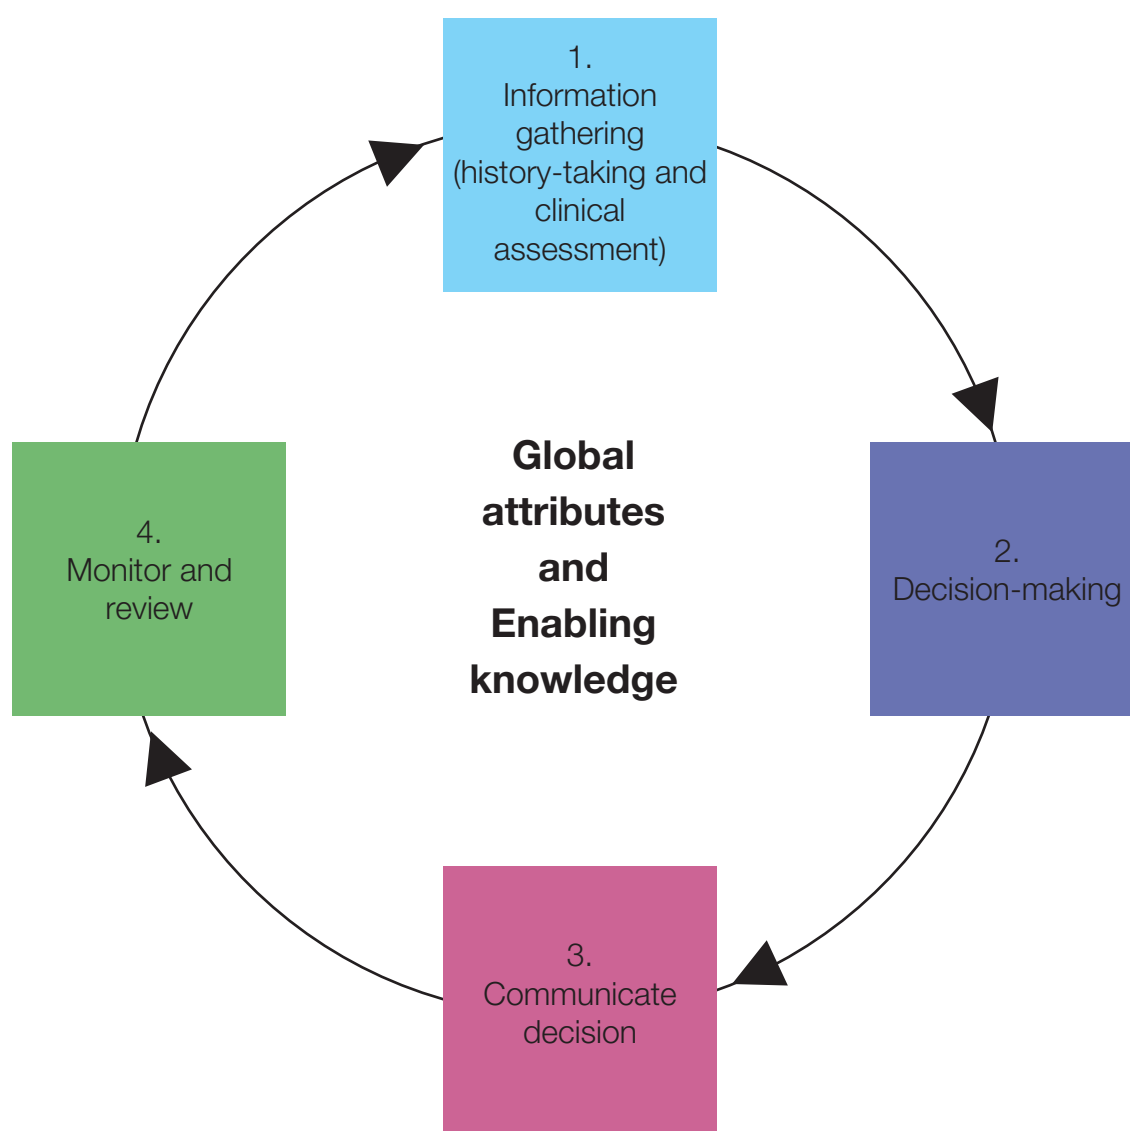 1.
Information
gathering
(history-taking and
clinical
assessment)
2.
Decision-making
3.
Communicate
decision
4.
Monitor and
review
Global
attributes
and
Enabling
knowledge